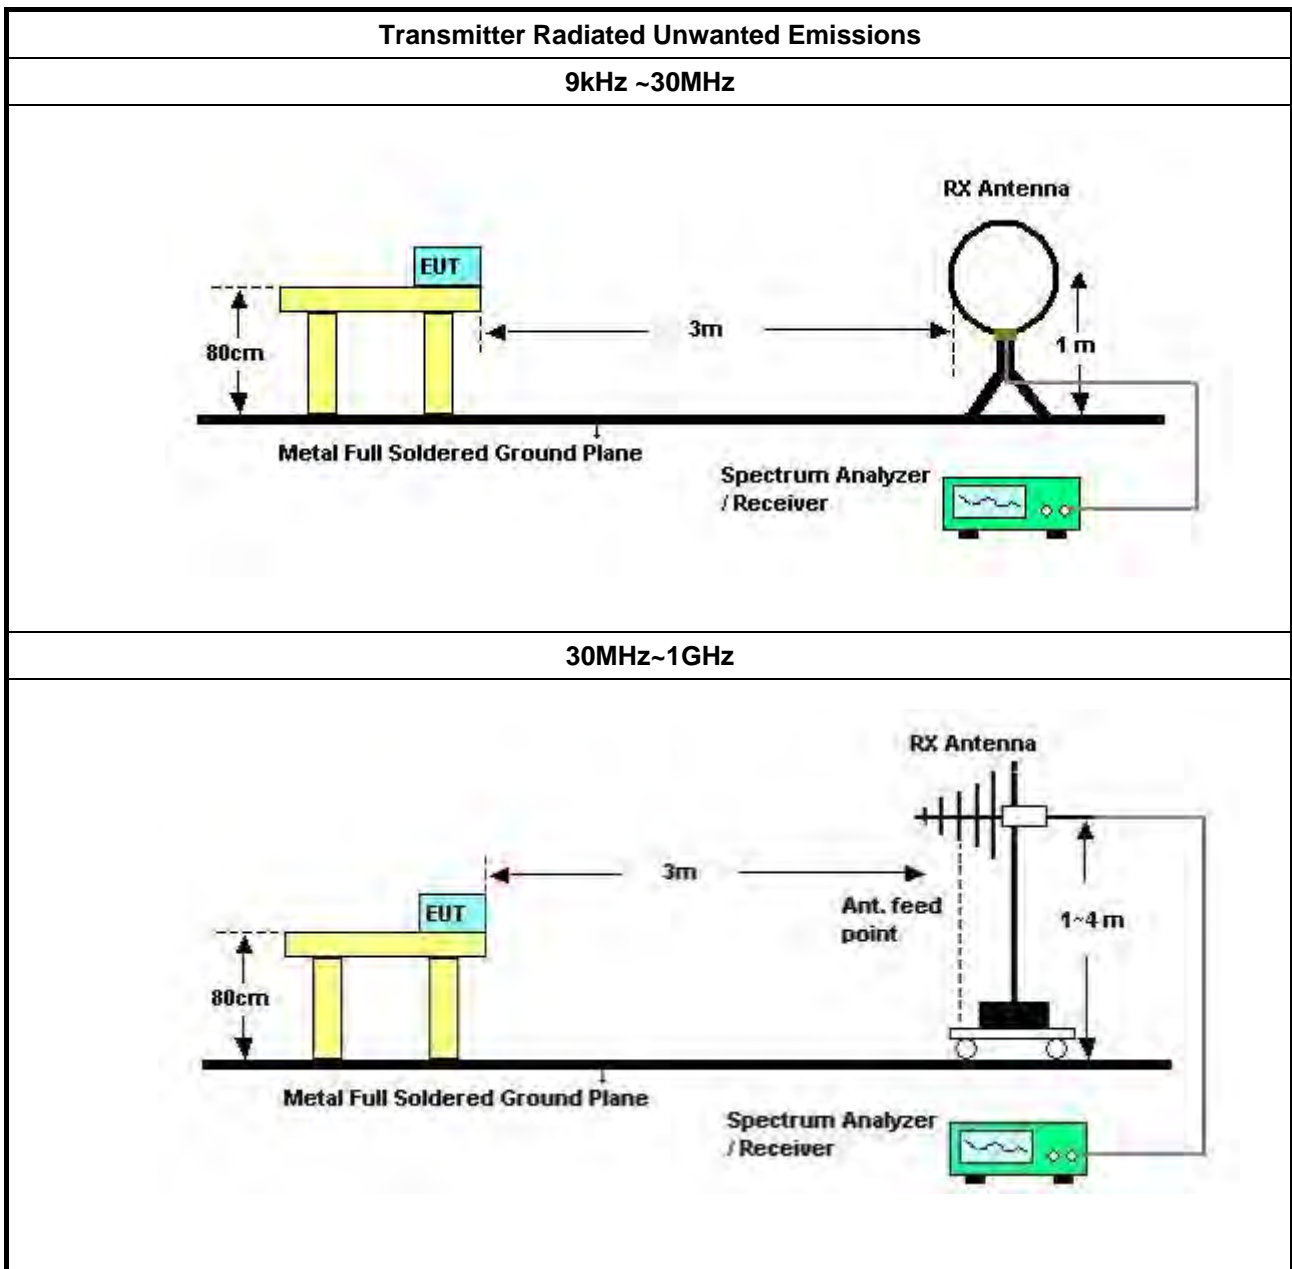 Transmitter Radiated Unwanted Emissions
9kHz ~30MHz
RX Antenna
EUT
3m
80cm
1 m
Metal Full Soldered Ground Plane
Spectrum Analyzer
/ Receiver
30MHz~1GHz
RX Antenna
3m
EUT
Ant. feed
point
1~4 m
80cm
Metal Full Soldered Ground Plane
Spectrum Analyzer
/ Receiver